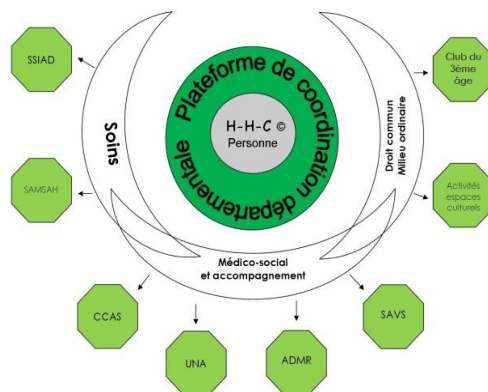 SSIAD
SAMSAH
Soins
Plateforme de coordination départementale
H-H-C ©
Personne
Droit commun
Milieu ordinaire
Club du
3ème
âge
Activités
espaces
culturels
Médico-social
et accompagnement
CCAS
UNA
ADMR
SAVS